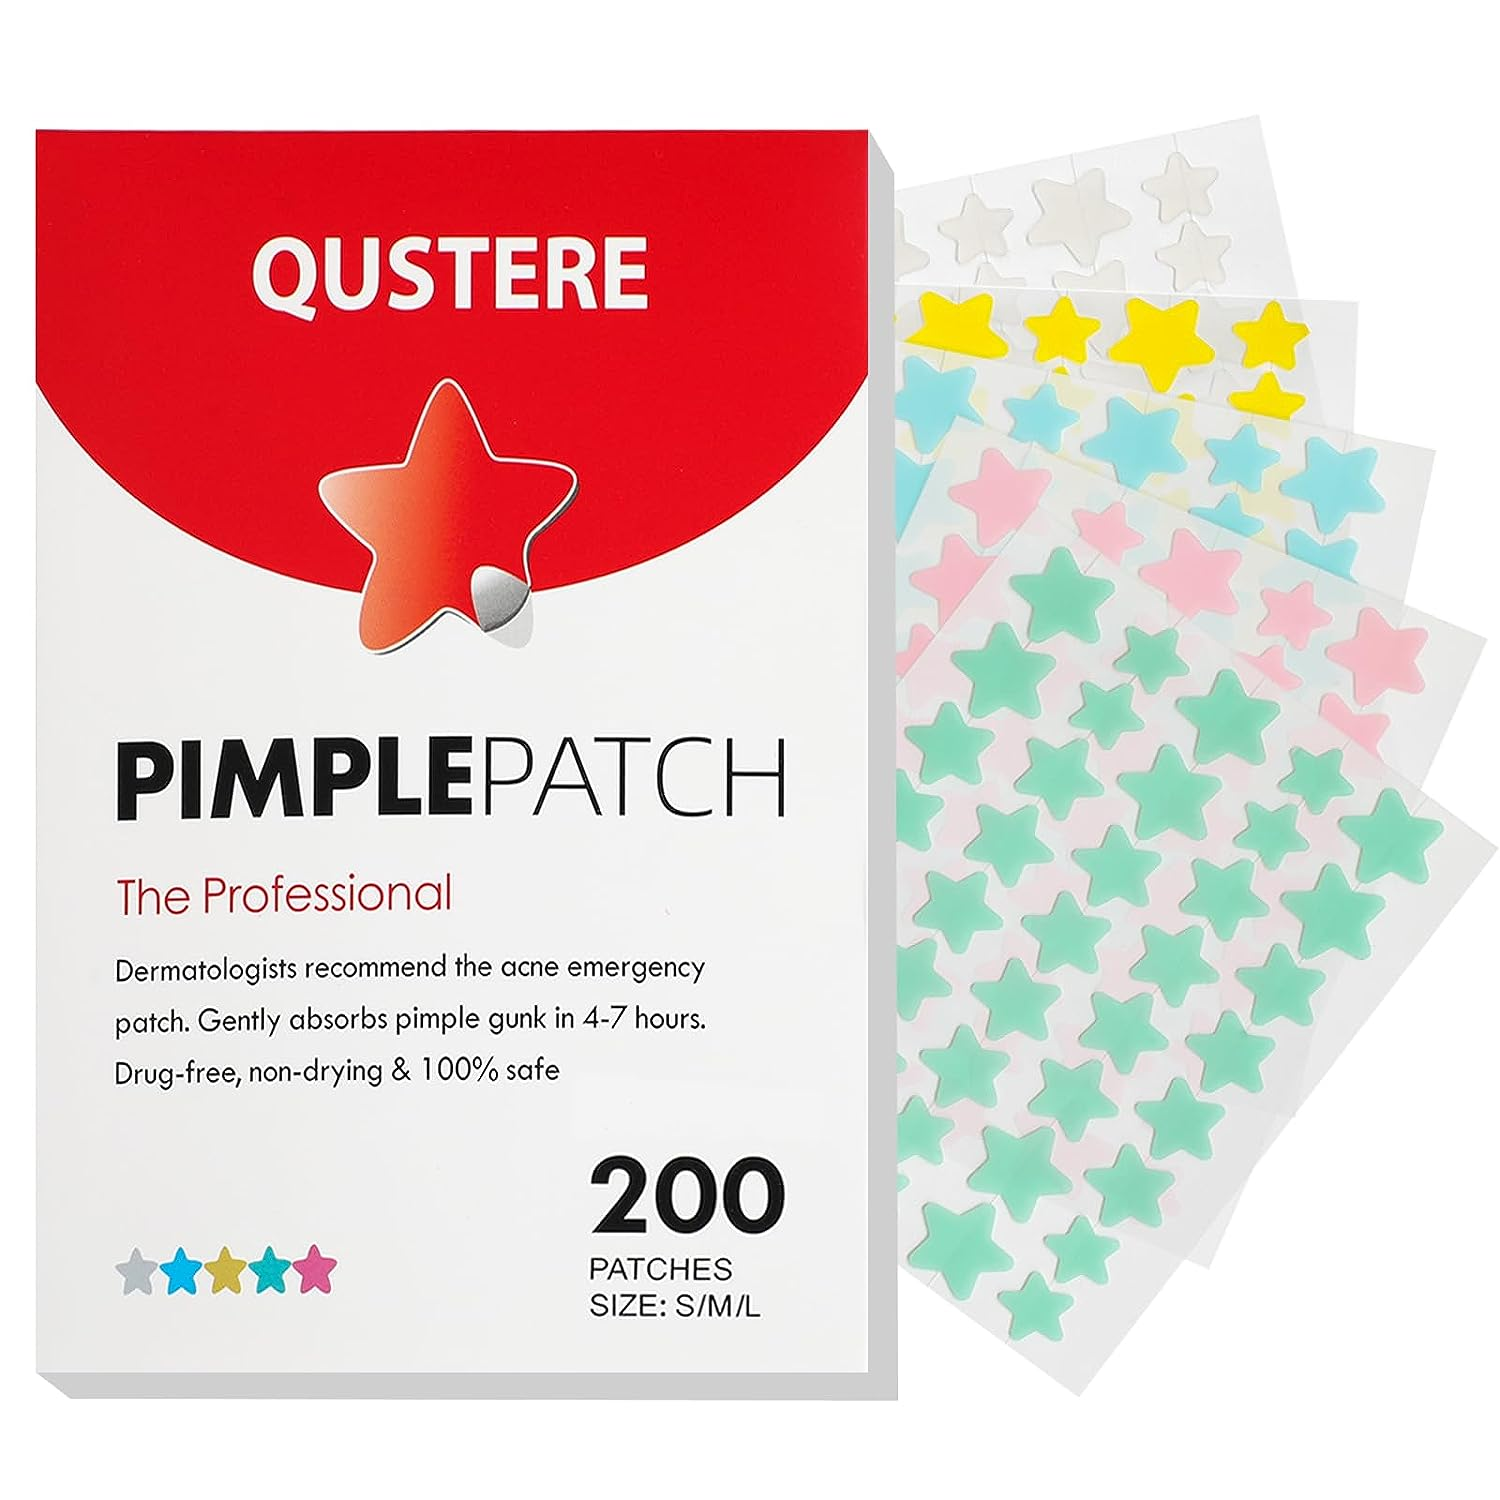 QUSTERE
PIMPLEPATCH
The Professional
Dermatologists recommend the acne emergency
patch. Gently absorbs pimple gunk in 4-7 hours.
Drug-free, non-drying & 100% safe
200
PATCHES
SIZE: S/M/L